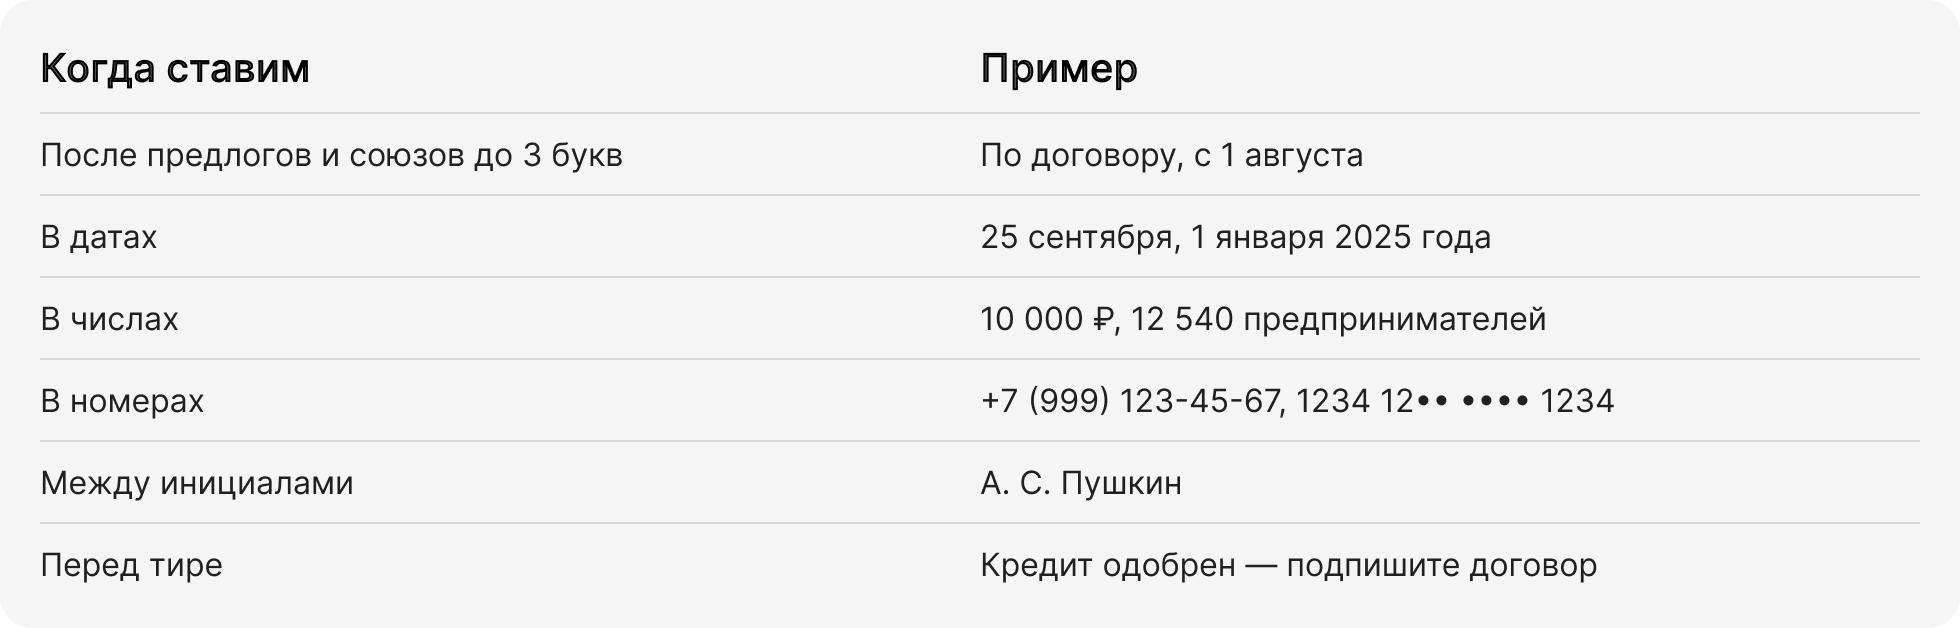 Когда ставим Пример
После предлогов и союзов до 3 букв По договору, с 1 августа
В датах 25 сентября, 1 января 2025 года
В числах 10 000 ₽, 12 540 предпринимателей
В номерах +7 (999) 123-45-67, 1234 12•• •••• 1234
Между инициалами А. С. Пушкин
Перед тире Кредит одобрен — подпишите договор